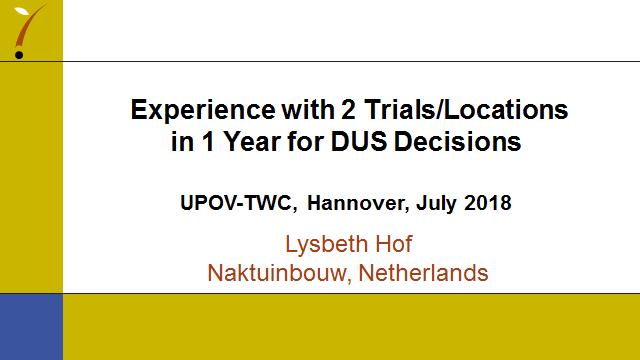 Experience with 2 Trials/Locations
in 1 Year for DUS Decisions
UPOV-TWC, Hannover, July 2018
Lysbeth Hof
Naktuinbouw, Netherlands